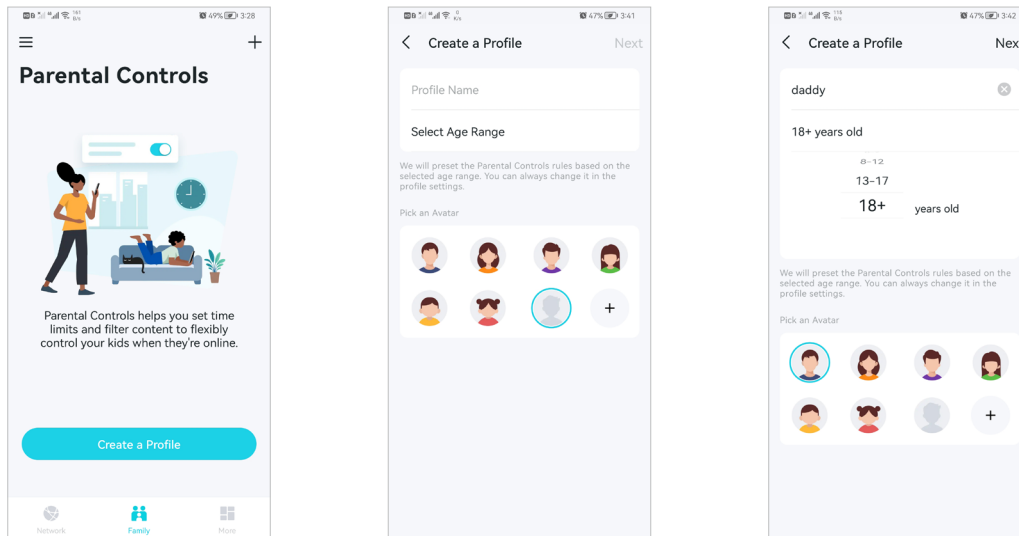 161
B/s
49% 3:28
Parental Controls
Parental Controls helps you set time
limits and filter content to flexibly
control your kids when they're online.
Create a Profile
Network
Family
More
0
K/s
47% 3:41
Create a Profile
Next
Profile Name
Select Age Range
We will preset the Parental Controls rules based on the
selected age range. You can always change it in the
profile settings.
Pick an Avatar
+
118
B/s
47% 3:42
Create a Profile
Nex
daddy
18+ years old
8-12
13-17
18+ years old
We will preset the Parental Controls rules based on the
selected age range. You can always change it in the
profile settings.
Pick an Avatar
+